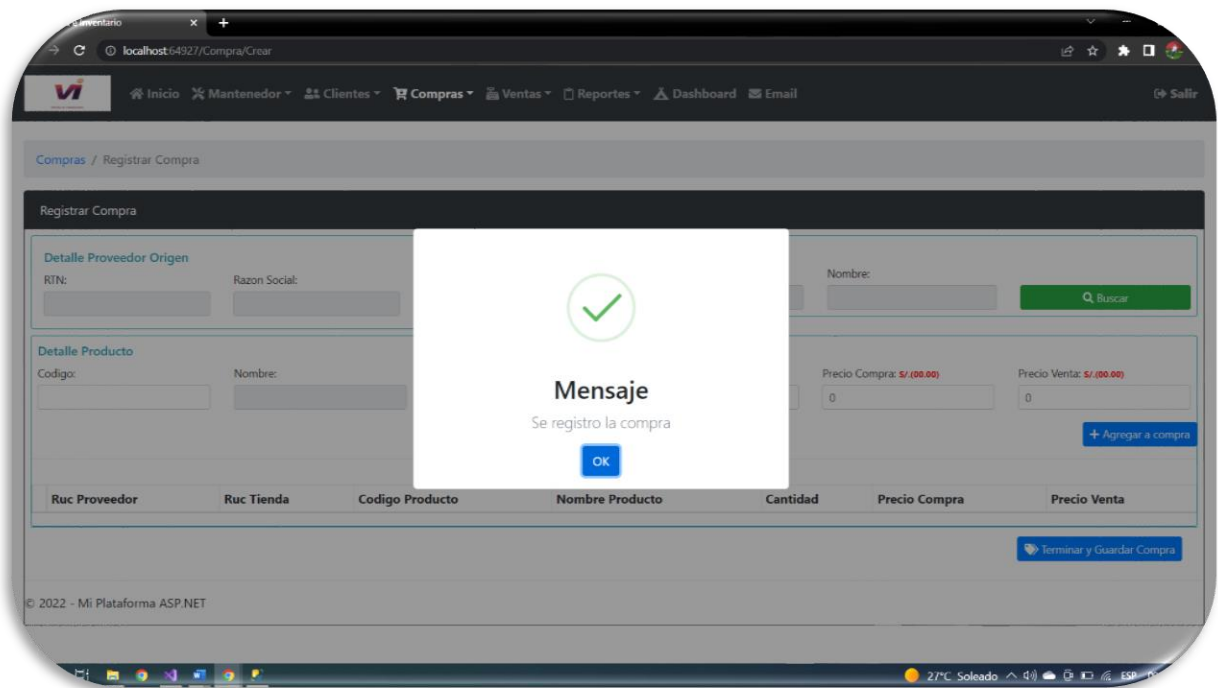 Inventario
localhost:64927/Compra/Crear
Vi
Inicio Mantenedor Clientes Compras Ventas Reportes Dashboard Email Salir
Compras / Registrar Compra
Registrar Compra
Detalle Proveedor Origen
RTN: Razon Social: Nombre:
Buscar
Detalle Producto
Codigo: Nombre: Precio Compra: S/.(00.00) Precio Venta: S/.(00.00)
0 0
Agregar a compra
Mensaje
Se registro la compra
OK
Ruc Proveedor Ruc Tienda Codigo Producto Nombre Producto Cantidad Precio Compra Precio Venta
Terminar y Guardar Compra
© 2022 - Mi Plataforma ASP.NET
27°C Soleado ESP